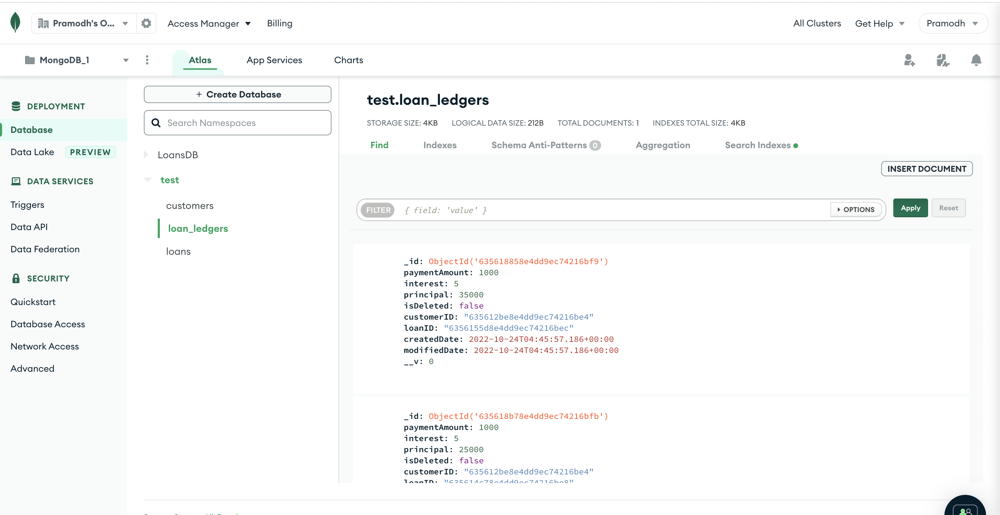 Pramodh's O...
Access Manager
Billing
All Clusters
Get Help
Pramodh
MongoDB_1
Atlas
App Services
Charts
DEPLOYMENT
Database
Data Lake
PREVIEW
DATA SERVICES
Triggers
Data API
Data Federation
SECURITY
Quickstart
Database Access
Network Access
Advanced
+ Create Database
Search Namespaces
LoansDB
test
customers
loan_ledgers
loans
test.loan_ledgers
STORAGE SIZE: 4KB LOGICAL DATA SIZE: 212B TOTAL DOCUMENTS: 1 INDEXES TOTAL SIZE: 4KB
Find
Indexes
Schema Anti-Patterns 0
Aggregation
Search Indexes
INSERT DOCUMENT
FILTER { field: 'value' }
OPTIONS
Apply
Reset
_id: ObjectId('635618858e4dd9ec74216bf9')
paymentAmount: 1000
interest: 5
principal: 35000
isDeleted: false
customerID: "635612be8e4dd9ec74216be4"
loanID: "6356155d8e4dd9ec74216bec"
createdDate: 2022-10-24T04:45:57.186+00:00
modifiedDate: 2022-10-24T04:45:57.186+00:00
__v: 0
_id: ObjectId('635618b78e4dd9ec74216bfb')
paymentAmount: 1000
interest: 5
principal: 25000
isDeleted: false
customerID: "635612be8e4dd9ec74216be4"
loanID: "635614c78e4dd9ec74216be8"